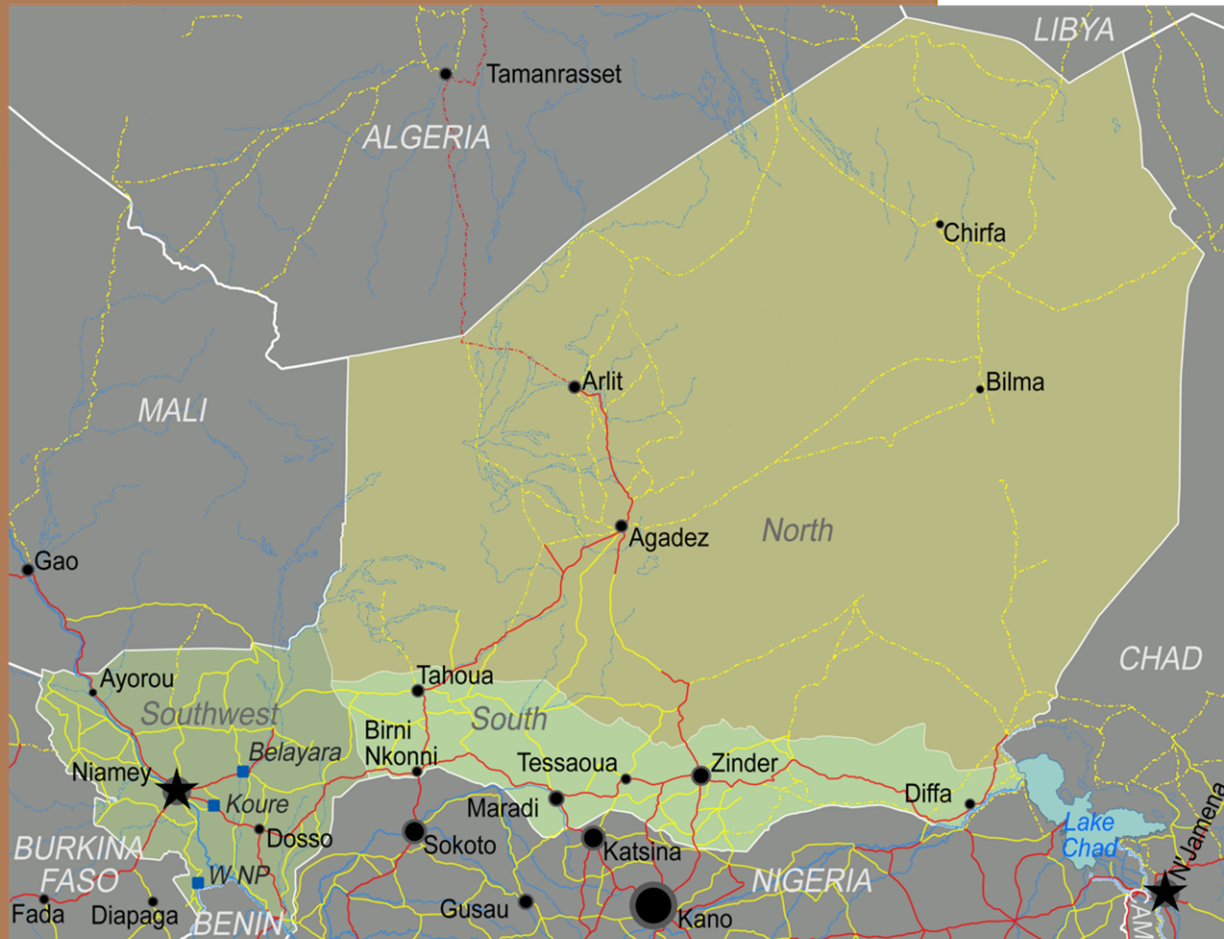 LIBYA
Tamanrasset
ALGERIA
Chirfa
Arlit
Bilma
MALI
Agadez
North
Gao
CHAD
Ayorou
Tahoua
Southwest
South
Birni
Nkonni
Belayara
Niamey
Tessaoua
Zinder
Koure
Maradi
Diffa
Dosso
Sokoto
Katsina
Lake
Chad
N'Jamena
BURKINA
FASO
W NP
NIGERIA
Fada
Diapaga
BENIN
Gusau
Kano
CAM